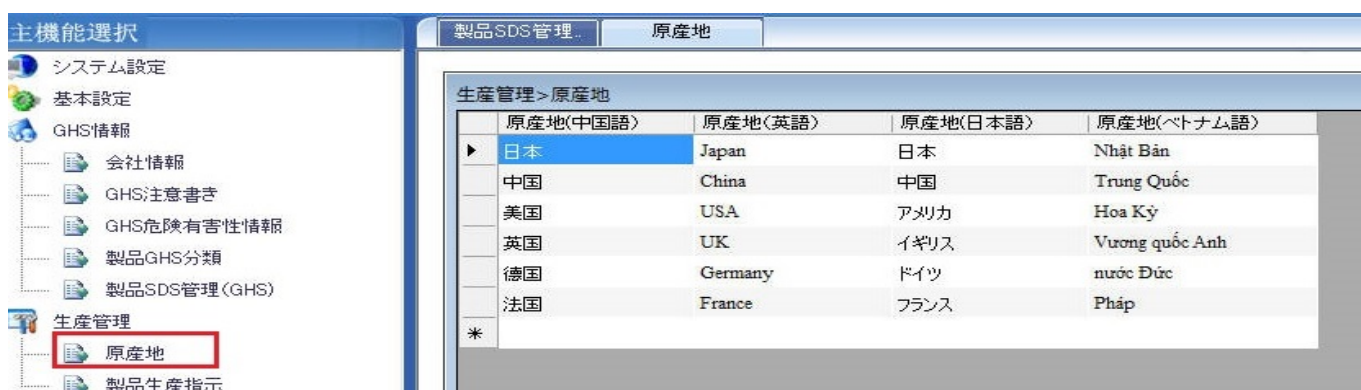 主機能選択
システム設定
基本設定
GHS情報
会社情報
GHS注意書き
GHS危険有害性情報
製品GHS分類
製品SDS管理(GHS)
生産管理
原産地
製品生産指示
製品SDS管理.. 原産地
生産管理>原産地
原産地(中国語) 原産地(英語) 原産地(日本語) 原産地(ベトナム語)
日本 Japan 日本 Nhật Bản
中国 China 中国 Trung Quốc
美国 USA アメリカ Hoa Kỳ
英国 UK イギリス Vương quốc Anh
德国 Germany ドイツ nước Đức
法国 France フランス Pháp